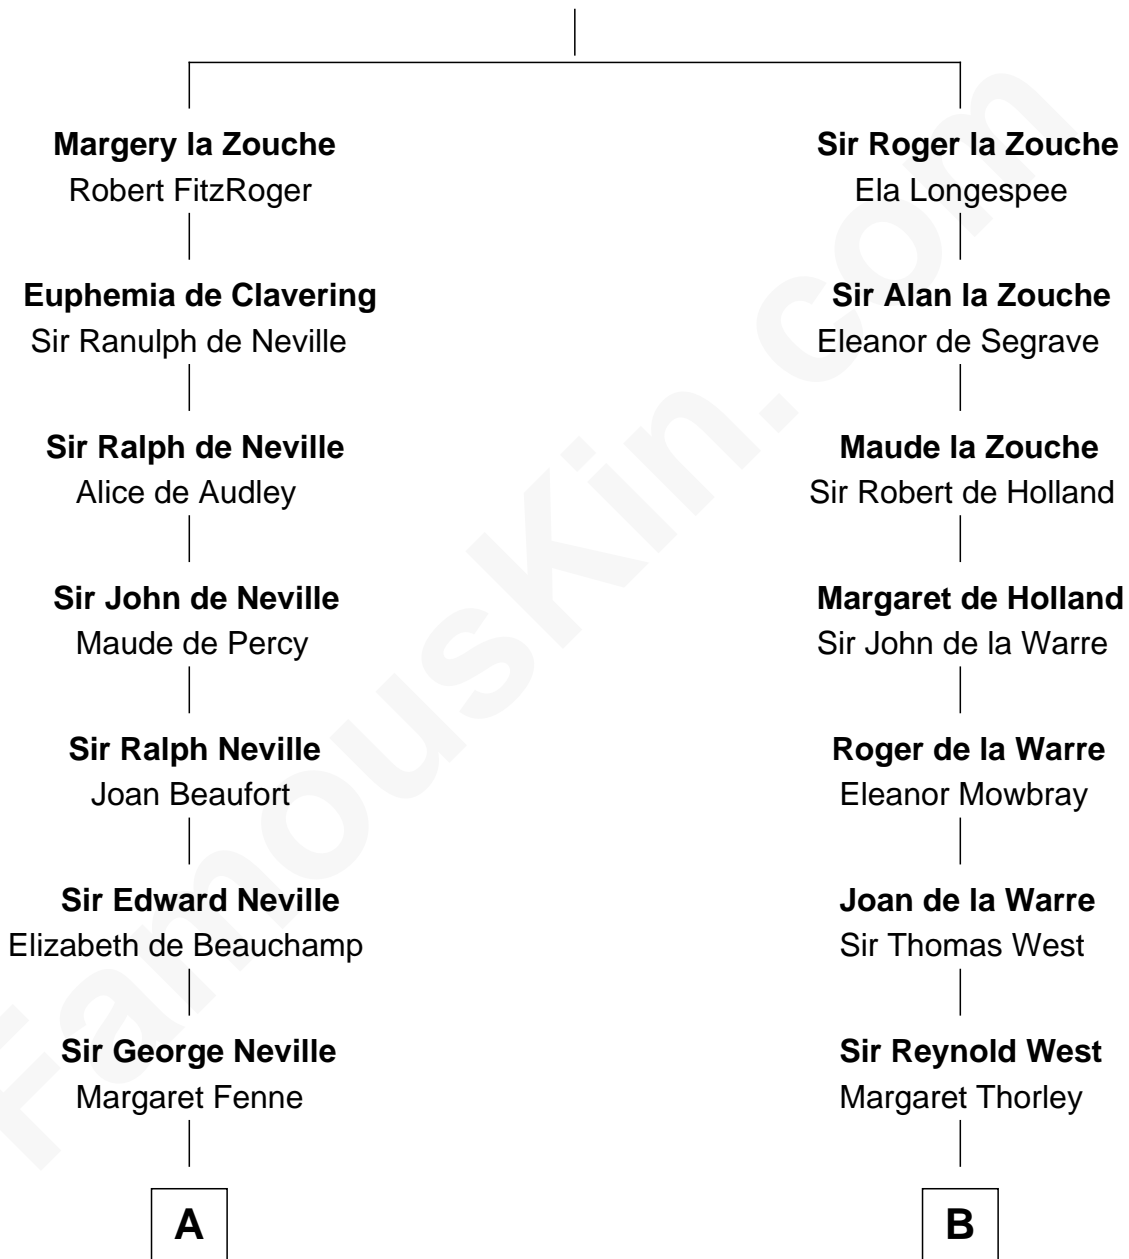 Margery la Zouche
Robert FitzRoger
Euphemia de Clavering
Sir Ranulph de Neville
Sir Ralph de Neville
Alice de Audley
Sir John de Neville
Maude de Percy
Sir Ralph Neville
Joan Beaufort
Sir Edward Neville
Elizabeth de Beauchamp
Sir George Neville
Margaret Fenne
A
Sir Roger la Zouche
Ela Longespee
Sir Alan la Zouche
Eleanor de Segrave
Maude la Zouche
Sir Robert de Holland
Margaret de Holland
Sir John de la Warre
Roger de la Warre
Eleanor Mowbray
Joan de la Warre
Sir Thomas West
Sir Reynold West
Margaret Thorley
B
FamousKin.com